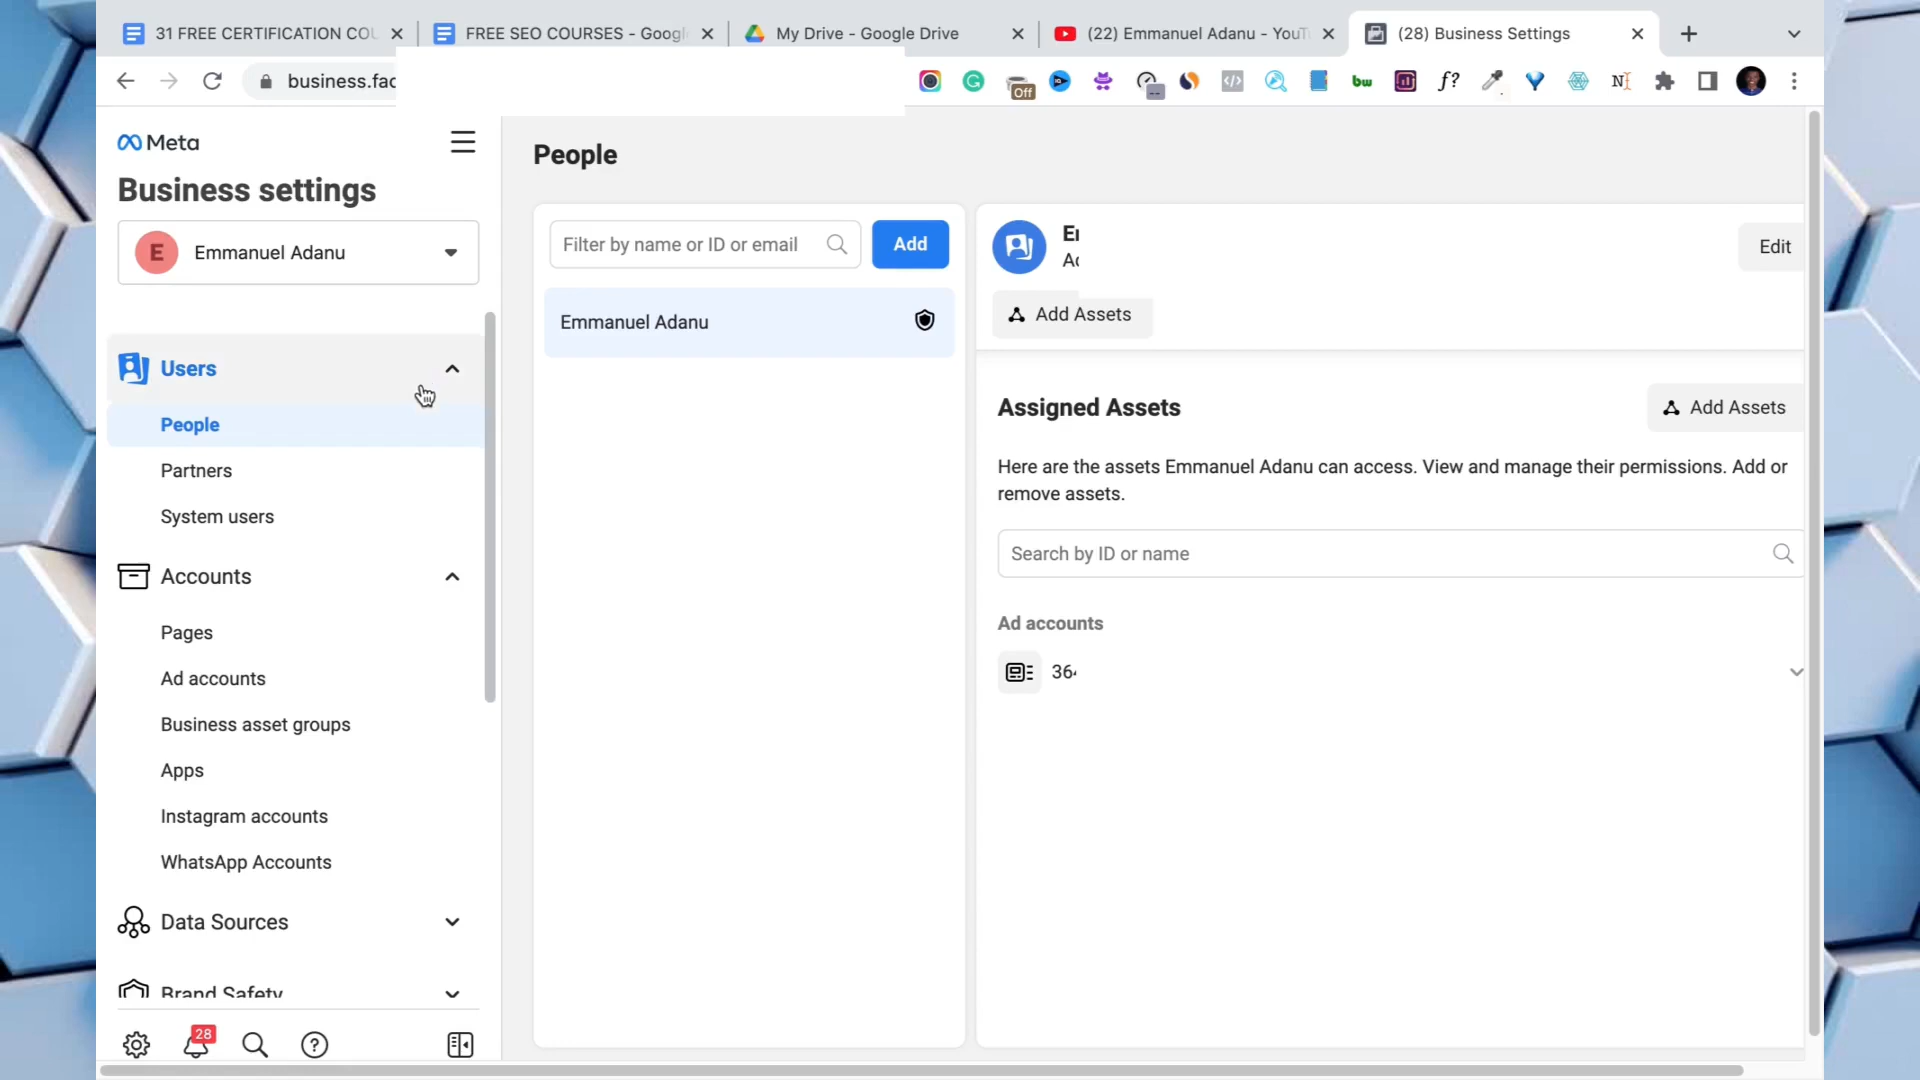 31 FREE CERTIFICATION COU
FREE SEO COURSES - Googl
My Drive - Google Drive
(22) Emmanuel Adanu - YouT
(28) Business Settings
business.fac
Off
bw
f?
Meta
Business settings
E
Emmanuel Adanu
Users
People
Partners
System users
Accounts
Pages
Ad accounts
Business asset groups
Apps
Instagram accounts
WhatsApp Accounts
Data Sources
Brand Safety
28
People
Filter by name or ID or email
Add
Emmanuel Adanu
Edit
Add Assets
Assigned Assets
Add Assets
Here are the assets Emmanuel Adanu can access. View and manage their permissions. Add or
remove assets.
Search by ID or name
Ad accounts